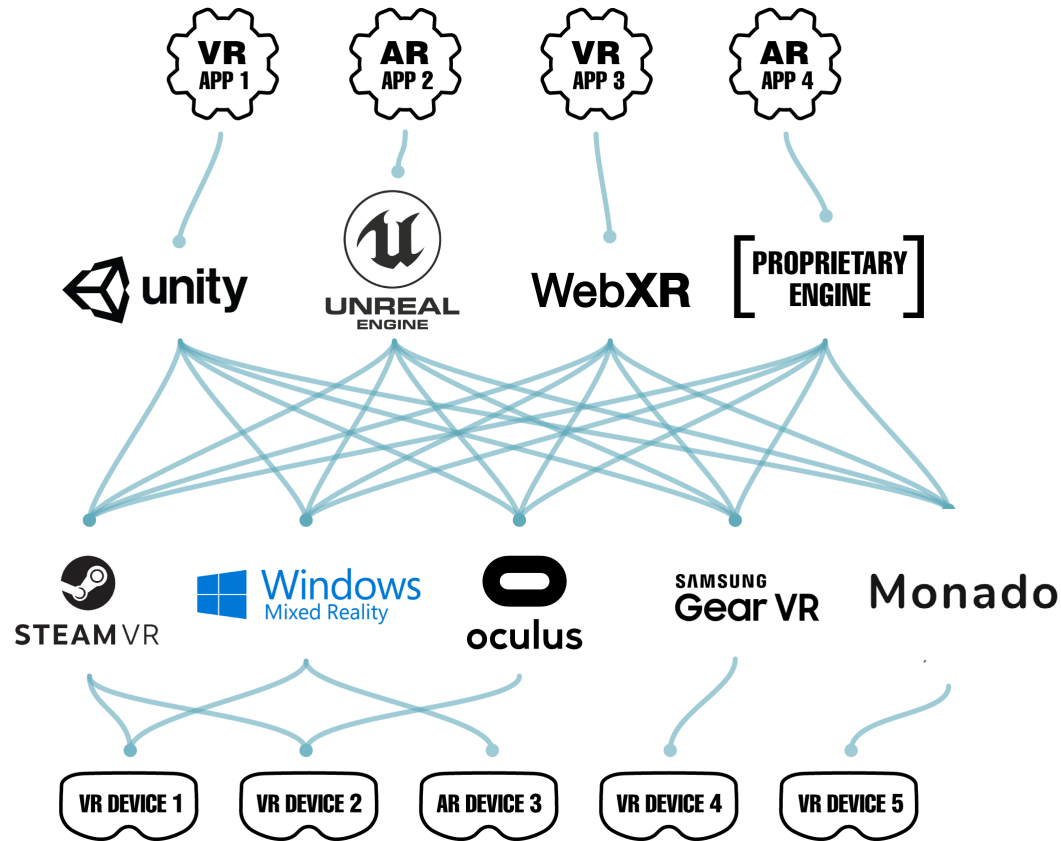 VR
APP 1
AR
APP 2
VR
APP 3
AR
APP 4
unity
UNREAL
ENGINE
WebXR
PROPRIETARY
ENGINE
STEAMVR
Windows
Mixed Reality
oculus
SAMSUNG
Gear VR
Monado
VR DEVICE 1
VR DEVICE 2
AR DEVICE 3
VR DEVICE 4
VR DEVICE 5